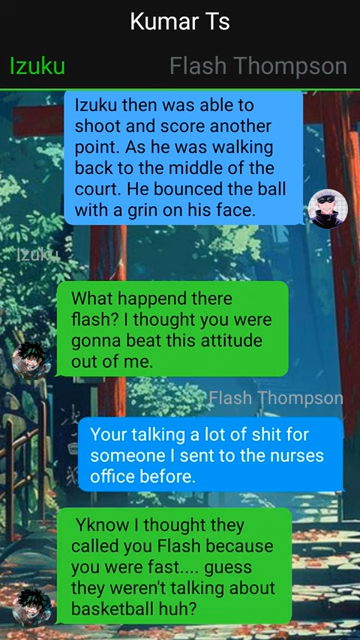 Kumar Ts
Izuku
Flash Thompson
Izuku then was able to
shoot and score another
point. As he was walking
back to the middle of the
court. He bounced the ball
with a grin on his face.
Izuku
What happend there
flash? I thought you were
gonna beat this attitude
out of me.
Flash Thompson
Your talking a lot of shit for
someone I sent to the nurses
office before.
Yknow I thought they
called you Flash because
you were fast.... guess
they weren't talking about
basketball huh?